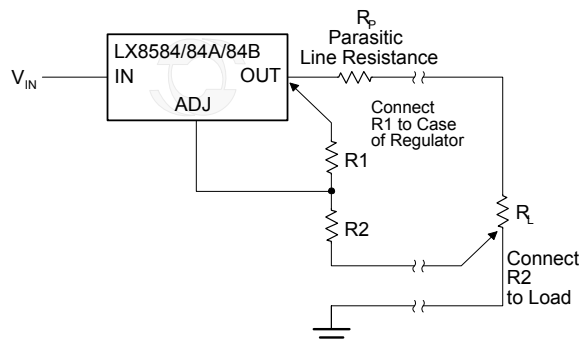 R_P
Parasitic
Line Resistance
LX8584/84A/84B
V_IN
IN
OUT
ADJ
Connect
R1 to Case
of Regulator
R1
R2
R_L
Connect
R2
to Load